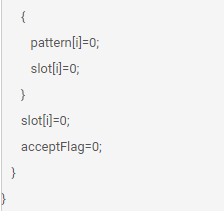 {
pattern[i]=0;
slot[i]=0;
}
slot[i]=0;
acceptFlag=0;
}
}